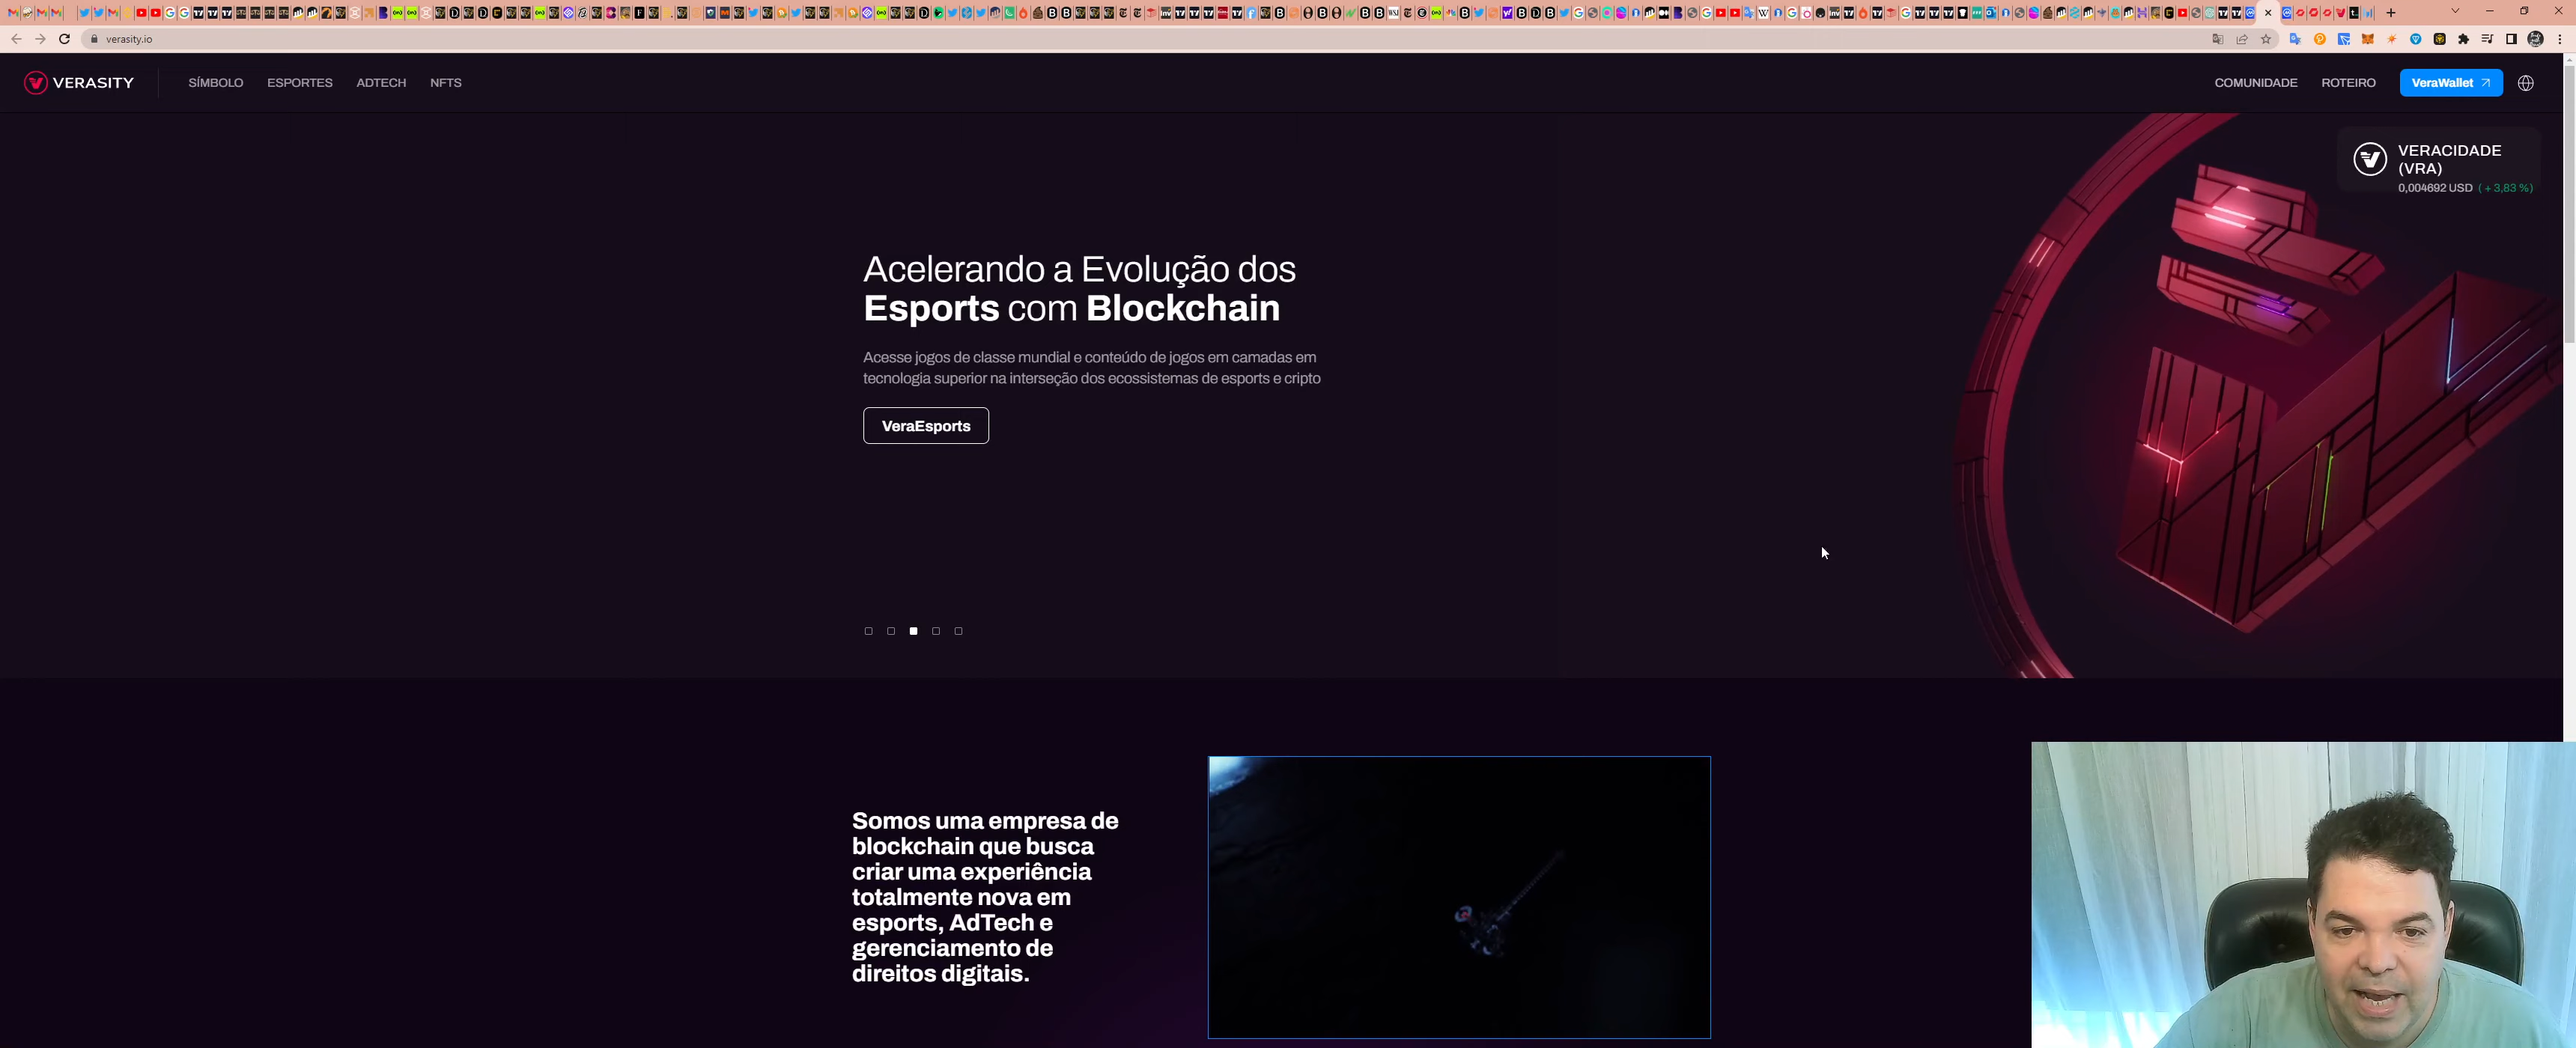 verasity.io
VERASITY
SÍMBOLO
ESPORTES
ADTECH
NFTS
COMUNIDADE
ROTEIRO
VeraWallet
VERACIDADE
(VRA)
0,004692 USD ( + 3,83 %)
Acelerando a Evolução dos
Esports com Blockchain
Acesse jogos de classe mundial e conteúdo de jogos em camadas em
tecnologia superior na interseção dos ecossistemas de esports e cripto
VeraEsports
Somos uma empresa de
blockchain que busca
criar uma experiência
totalmente nova em
esports, AdTech e
gerenciamento de
direitos digitais.